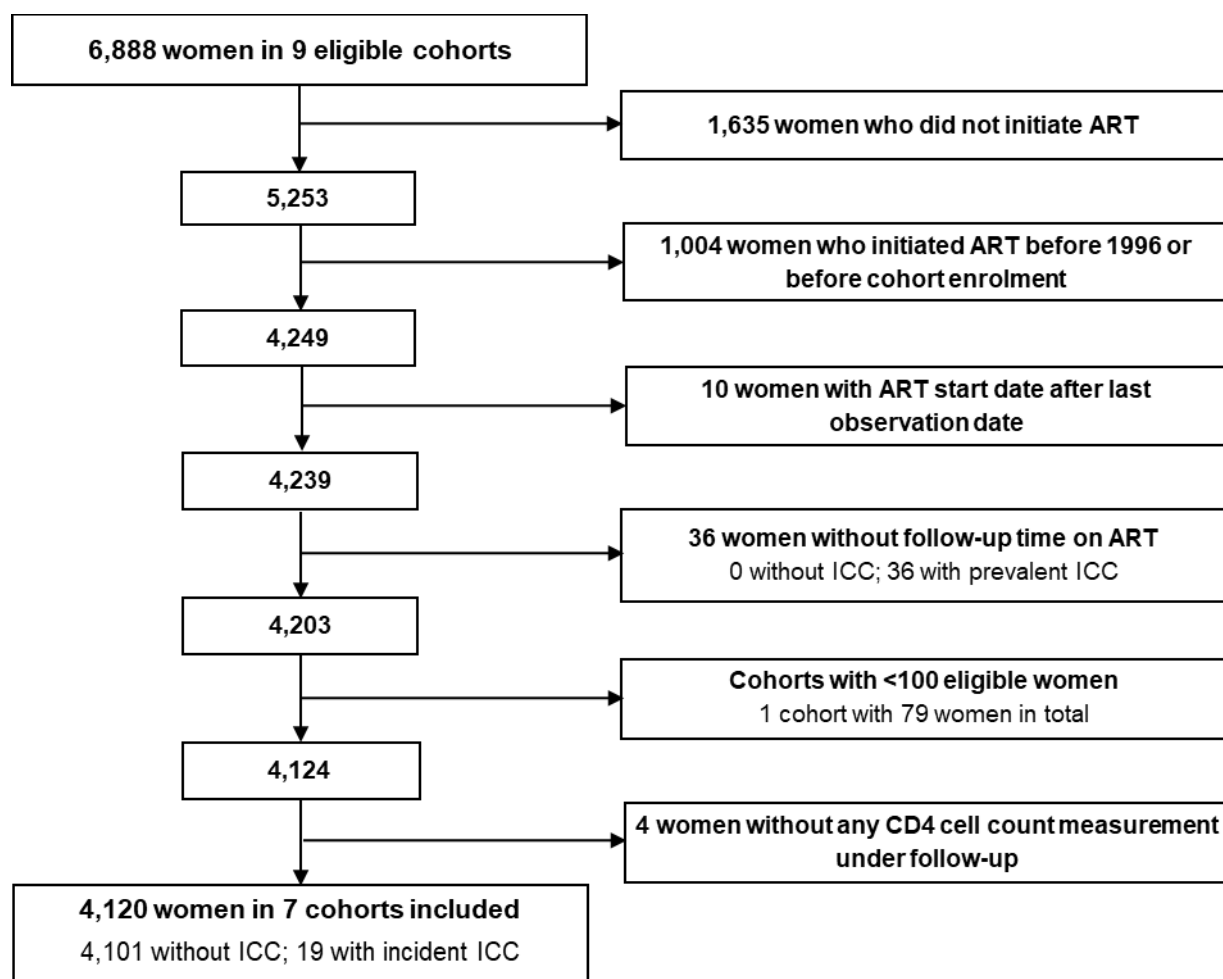 6,888 women in 9 eligible cohorts
1,635 women who did not initiate ART
5,253
1,004 women who initiated ART before 1996 or
before cohort enrolment
4,249
10 women with ART start date after last
observation date
4,239
36 women without follow-up time on ART
0 without ICC; 36 with prevalent ICC
4,203
Cohorts with <100 eligible women
1 cohort with 79 women in total
4,124
4 women without any CD4 cell count measurement
under follow-up
4,120 women in 7 cohorts included
4,101 without ICC; 19 with incident ICC